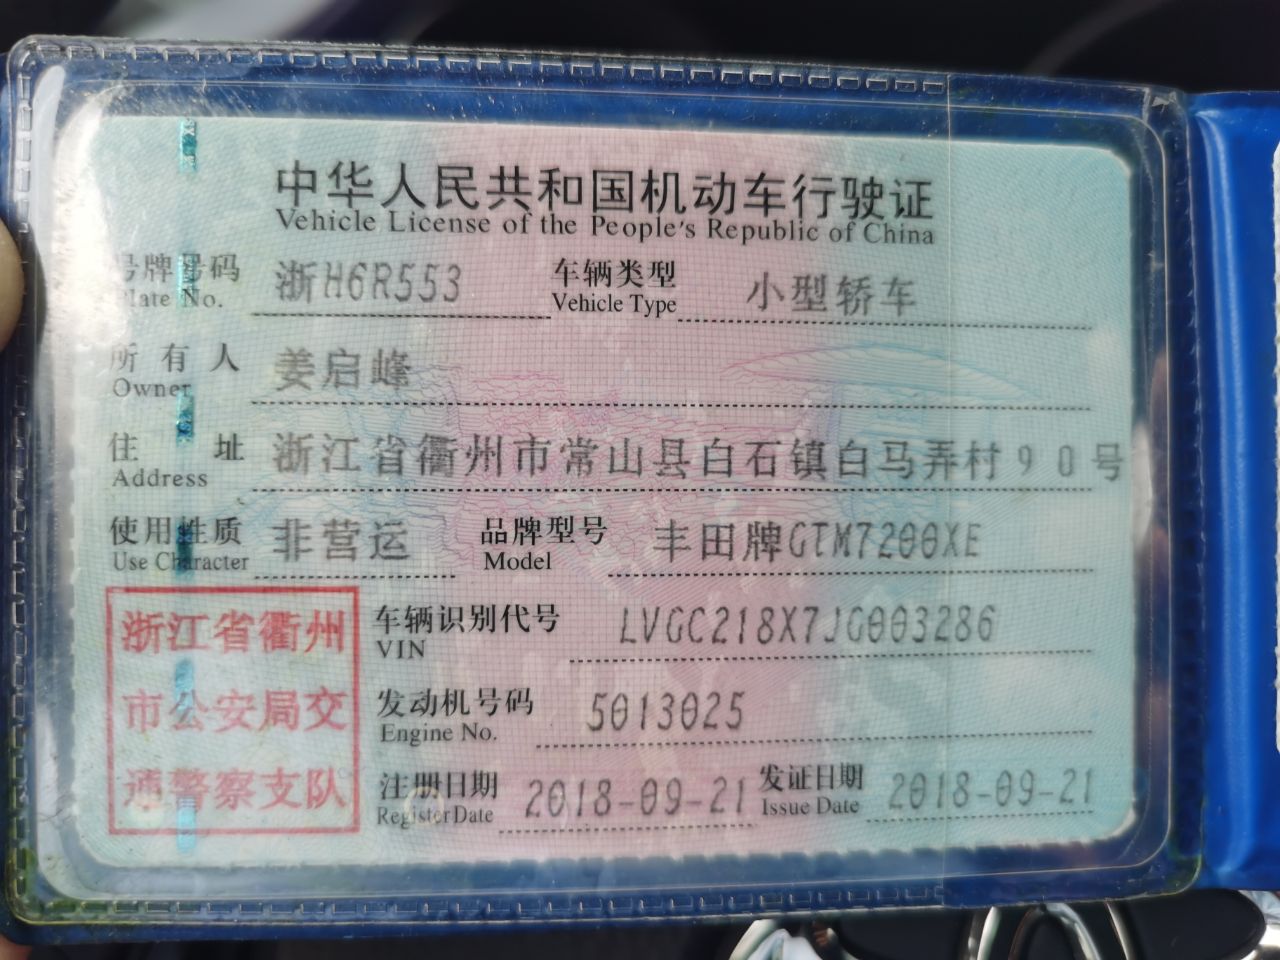 中华人民共和国机动车行驶证
Vehicle License of the People's Republic of China
号牌号码 浙H6R553 车辆类型 小型轿车
Plate No. Vehicle Type
所有人 姜启峰
Owner
住址 浙江省衢州市常山县白石镇白马弄村90号
Address
使用性质 非营运 品牌型号 丰田牌GTM7200XE
Use Character Model
浙江省衢州
市公安局交
通警察支队
车辆识别代号 LVGC218X7JG003286
VIN
发动机号码 5013025
Engine No.
注册日期 2018-09-21 发证日期 2018-09-21
Register Date Issue Date